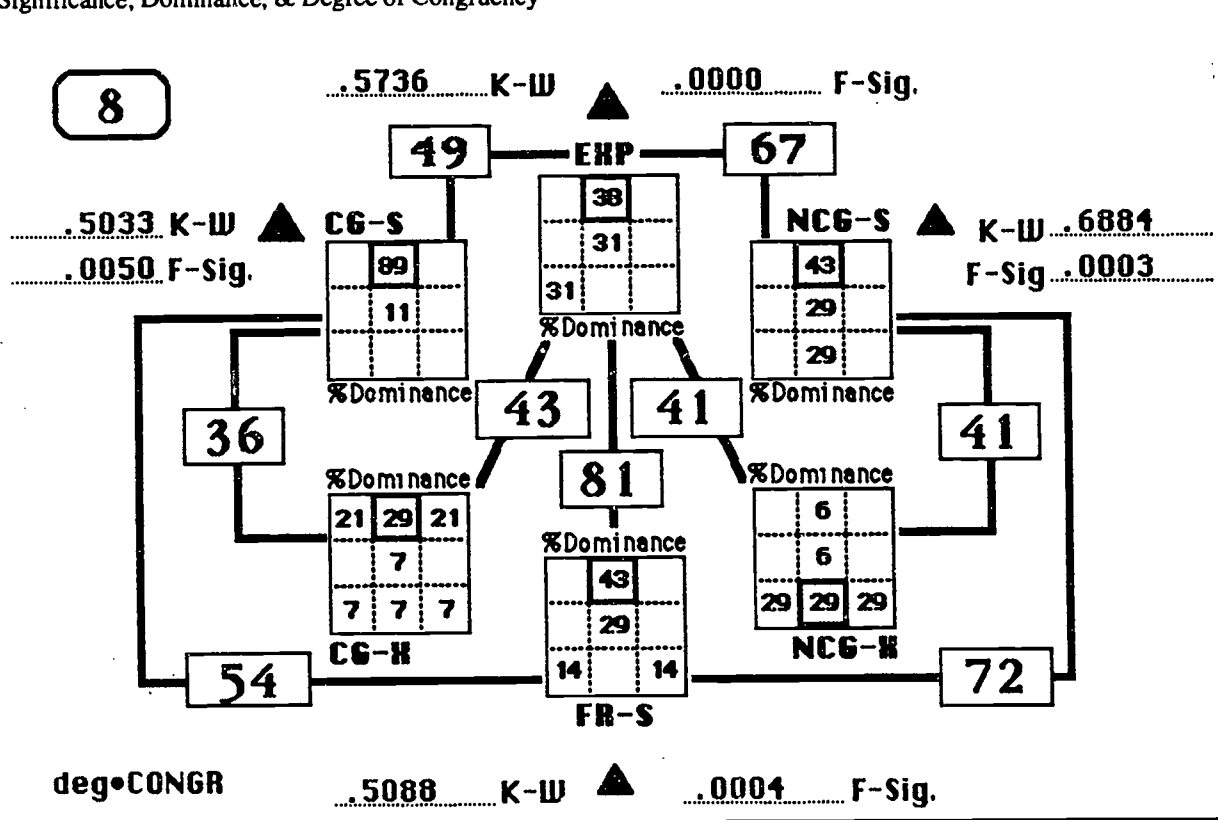 Significance, Dominance, & Degree of Congruency
8
.5736 K-W .0000 F-Sig.
49 EXP 67
38
31
31
%Dominance
.5033 K-W CG-S
.0050 F-Sig.
89
11
%Dominance
NCG-S K-W .6884
F-Sig .0003
43
29
29
%Dominance
36 43 81 41 41
%Dominance
21 29 21
7
7 7 7
CG-X
%Dominance
43
29
14 14
FR-S
%Dominance
6
6
29 29 29
NCG-X
54 72
deg•CONGR .5088 K-W .0004 F-Sig.